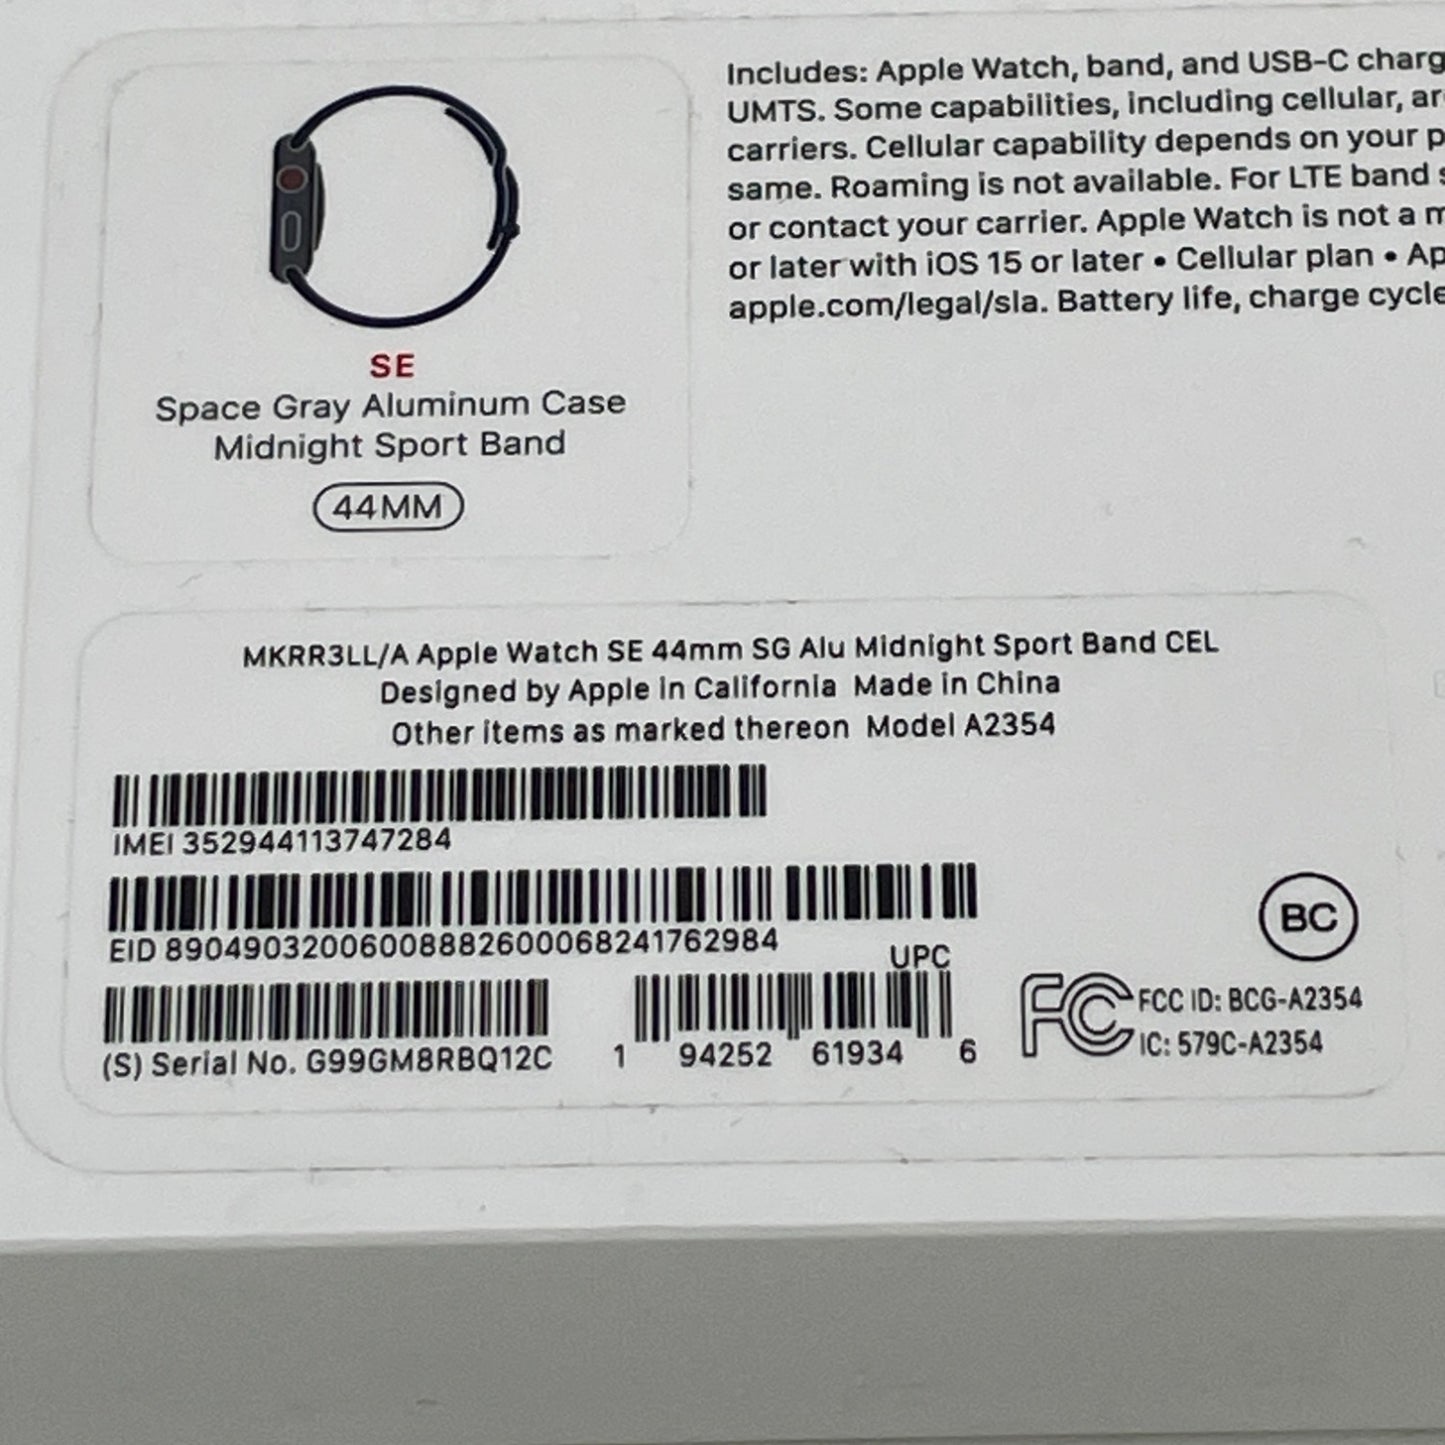 Includes: Apple Watch, band, and USB-C charg
UMTS. Some capabilities, including cellular, ar
carriers. Cellular capability depends on your p
same. Roaming is not available. For LTE band s
or contact your carrier. Apple Watch is not a m
or later with iOS 15 or later • Cellular plan • Ap
apple.com/legal/sla. Battery life, charge cycle
SE
Space Gray Aluminum Case
Midnight Sport Band
44MM
MKRR3LL/A Apple Watch SE 44mm SG Alu Midnight Sport Band CEL
Designed by Apple in California Made in China
Other items as marked thereon Model A2354
IMEI 352944113747284
EID 89049032006008882600068241762984
UPC
(S) Serial No. G99GM8RBQ12C
1 94252 61934 6
BC
FC
FCC ID: BCG-A2354
IC: 579C-A2354